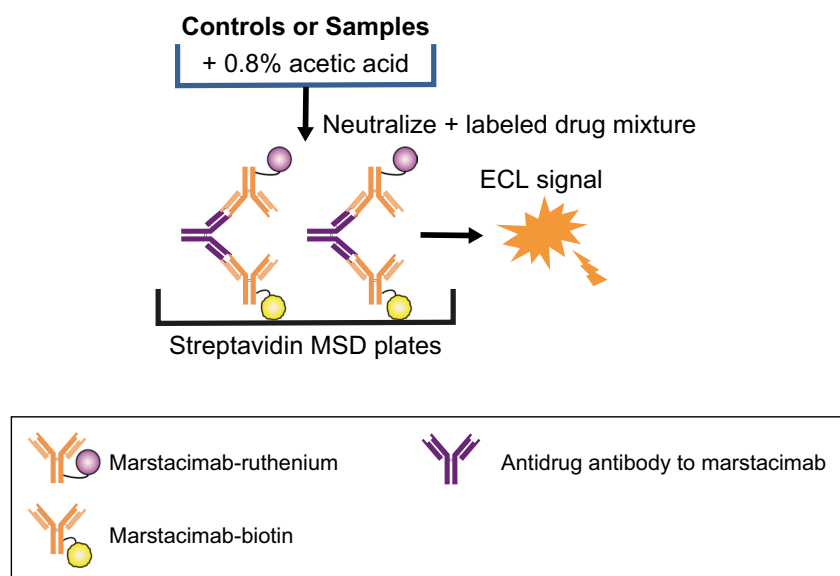 Controls or Samples
+ 0.8% acetic acid
Neutralize + labeled drug mixture
ECL signal
Streptavidin MSD plates
Marstacimab-ruthenium
Antidrug antibody to marstacimab
Marstacimab-biotin